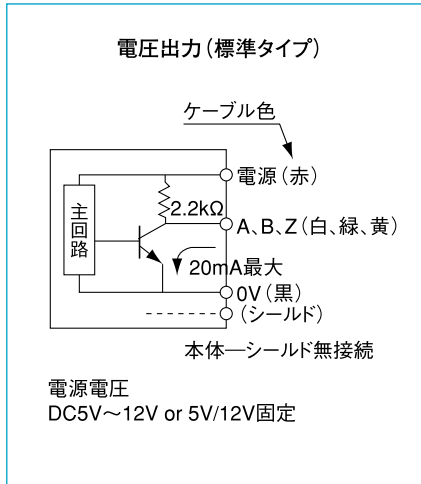 電圧出力（標準タイプ）
ケーブル色
電源（赤）
主回路
2.2kΩ
A、B、Z（白、緑、黄）
20mA最大
0V（黒）
（シールド）
本体―シールド無接続
電源電圧
DC5V～12V or 5V/12V固定